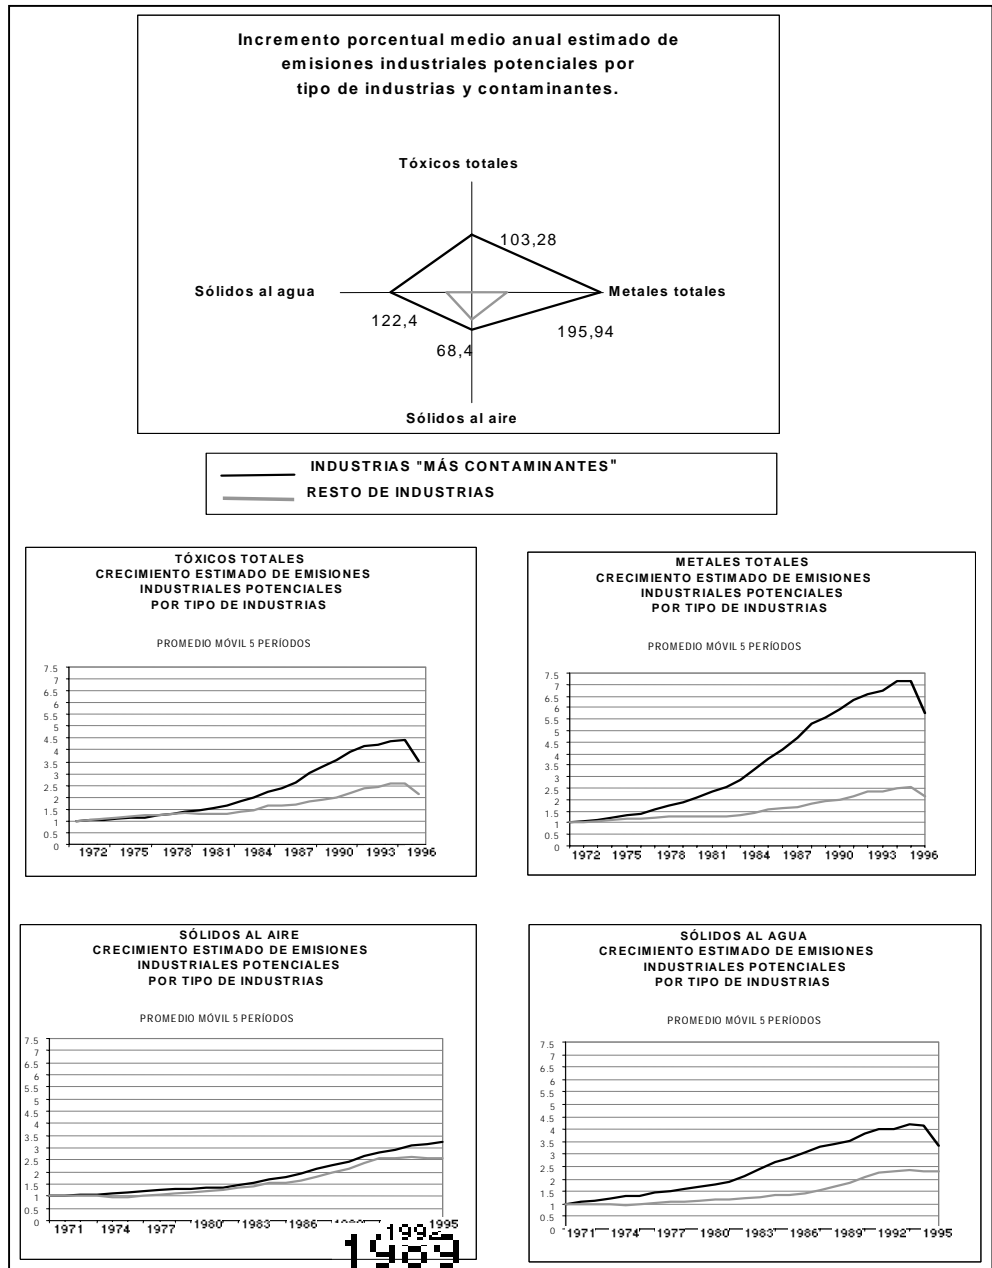 Incremento porcentual medio anual estimado de
emisiones industriales potenciales por
tipo de industrias y contaminantes.
Tóxicos totales
103,28
Sólidos al agua
Metales totales
122,4
195,94
68,4
Sólidos al aire
INDUSTRIAS "MÁS CONTAMINANTES"
RESTO DE INDUSTRIAS
TÓXICOS TOTALES
CRECIMIENTO ESTIMADO DE EMISIONES
INDUSTRIALES POTENCIALES
POR TIPO DE INDUSTRIAS
PROMEDIO MÓVIL 5 PERÍODOS
7.5
7
6.5
6
5.5
5
4.5
4
3.5
3
2.5
2
1.5
1
0.5
0
1972 1975 1978 1981 1984 1987 1990 1993 1996
METALES TOTALES
CRECIMIENTO ESTIMADO DE EMISIONES
INDUSTRIALES POTENCIALES
POR TIPO DE INDUSTRIAS
PROMEDIO MÓVIL 5 PERÍODOS
7.5
7
6.5
6
5.5
5
4.5
4
3.5
3
2.5
2
1.5
1
0.5
0
1972 1975 1978 1981 1984 1987 1990 1993 1996
SÓLIDOS AL AIRE
CRECIMIENTO ESTIMADO DE EMISIONES
INDUSTRIALES POTENCIALES
POR TIPO DE INDUSTRIAS
PROMEDIO MÓVIL 5 PERÍODOS
7.5
7
6.5
6
5.5
5
4.5
4
3.5
3
2.5
2
1.5
1
0.5
0
1971 1974 1977 1980 1983 1986 1989 1992 1995
SÓLIDOS AL AGUA
CRECIMIENTO ESTIMADO DE EMISIONES
INDUSTRIALES POTENCIALES
POR TIPO DE INDUSTRIAS
PROMEDIO MÓVIL 5 PERÍODOS
7.5
7
6.5
6
5.5
5
4.5
4
3.5
3
2.5
2
1.5
1
0.5
0
1971 1974 1977 1980 1983 1986 1989 1992 1995